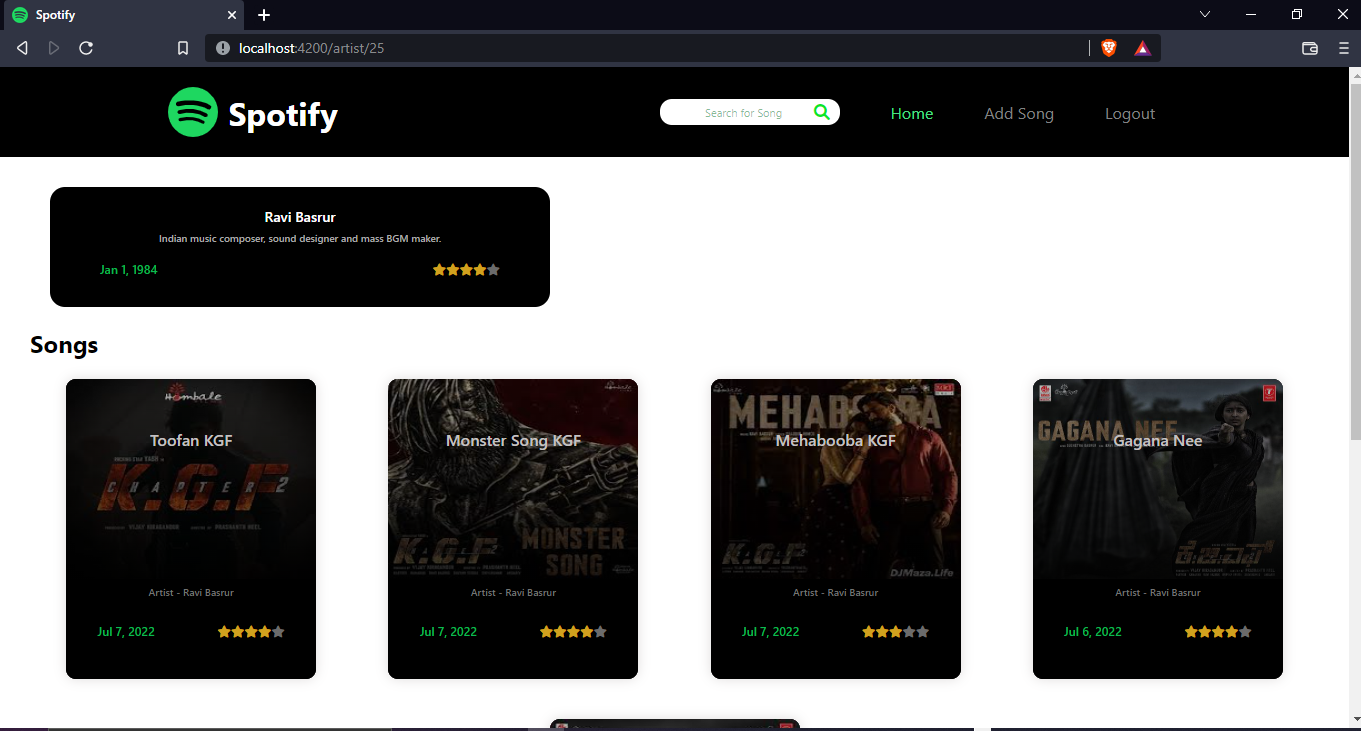 Spotify
localhost:4200/artist/25
Spotify
Search for Song
Home
Add Song
Logout
Ravi Basrur
Indian music composer, sound designer and mass BGM maker.
Jan 1, 1984
Songs
Hombale
Toofan KGF
K.G.F
CHAPTER 2
Artist - Ravi Basrur
Jul 7, 2022
Monster Song KGF
K.G.F
MONSTER
SONG
Artist - Ravi Basrur
Jul 7, 2022
MEHABOOBA
Mehabooba KGF
K.G.F
DJMaza.Life
Artist - Ravi Basrur
Jul 7, 2022
GAGANA NEE
Gagana Nee
ಕೆ.ಜಿ.ಎಫ್
Artist - Ravi Basrur
Jul 6, 2022